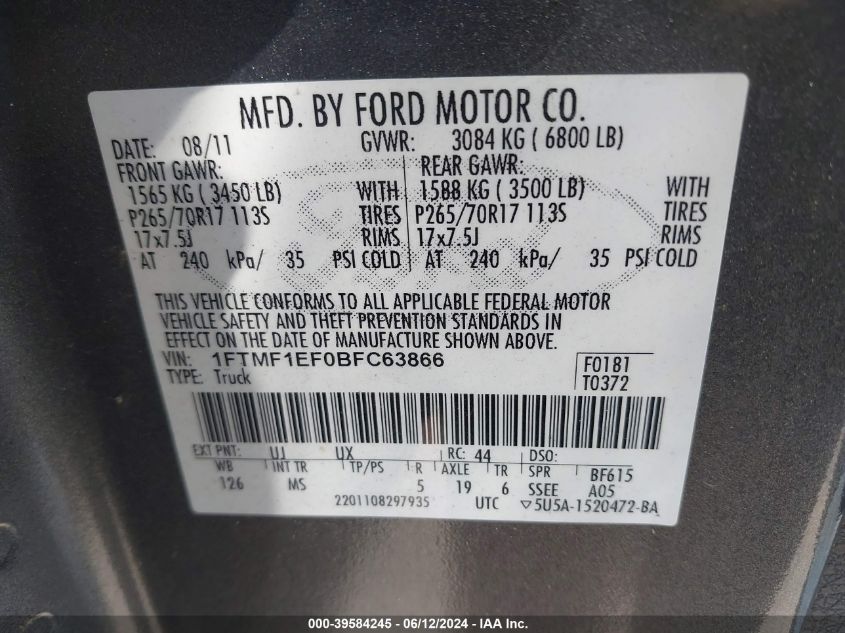 MFD. BY FORD MOTOR CO.
DATE: 08/11 GVWR: 3084 KG ( 6800 LB)
FRONT GAWR: REAR GAWR:
1565 KG ( 3450 LB) WITH 1588 KG ( 3500 LB) WITH
P265/70R17 113S TIRES P265/70R17 113S TIRES
17x7.5J RIMS 17x7.5J RIMS
AT 240 kPa/ 35 PSI COLD AT 240 kPa/ 35 PSI COLD
THIS VEHICLE CONFORMS TO ALL APPLICABLE FEDERAL MOTOR
VEHICLE SAFETY AND THEFT PREVENTION STANDARDS IN
EFFECT ON THE DATE OF MANUFACTURE SHOWN ABOVE.
VIN: 1FTMF1EF0BFC63866 F0181
TYPE: Truck T0372
EXT PNT: UJ UX RC: 44 DSO:
WB INT TR TP/PS R AXLE TR SPR BF615
126 MS 5 19 6 SSEE A05
2201108297935 UTC ▽5U5A-1520472-BA
000-39584245 - 06/12/2024 - IAA Inc.